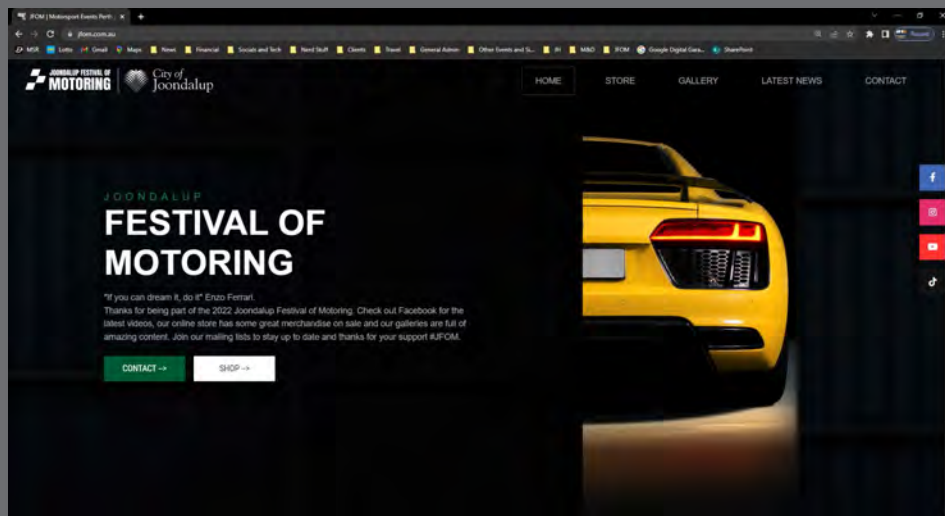 JFOM | Motorsport Events Perth
jfom.com.au
MSR Lotto Gmail Maps News Financial Socials and Tech Nerd Stuff Clients Travel General Admin Other Events and Si... JH M&D JFOM Google Digital Gara... SharePoint
JOONDALUP FESTIVAL OF
MOTORING
City of
Joondalup
HOME STORE GALLERY LATEST NEWS CONTACT
JOONDALUP
FESTIVAL OF
MOTORING
"If you can dream it, do it" Enzo Ferrari.
Thanks for being part of the 2022 Joondalup Festival of Motoring. Check out Facebook for the
latest videos, our online store has some great merchandise on sale and our galleries are full of
amazing content. Join our mailing lists to stay up to date and thanks for your support #JFOM.
CONTACT -> SHOP ->